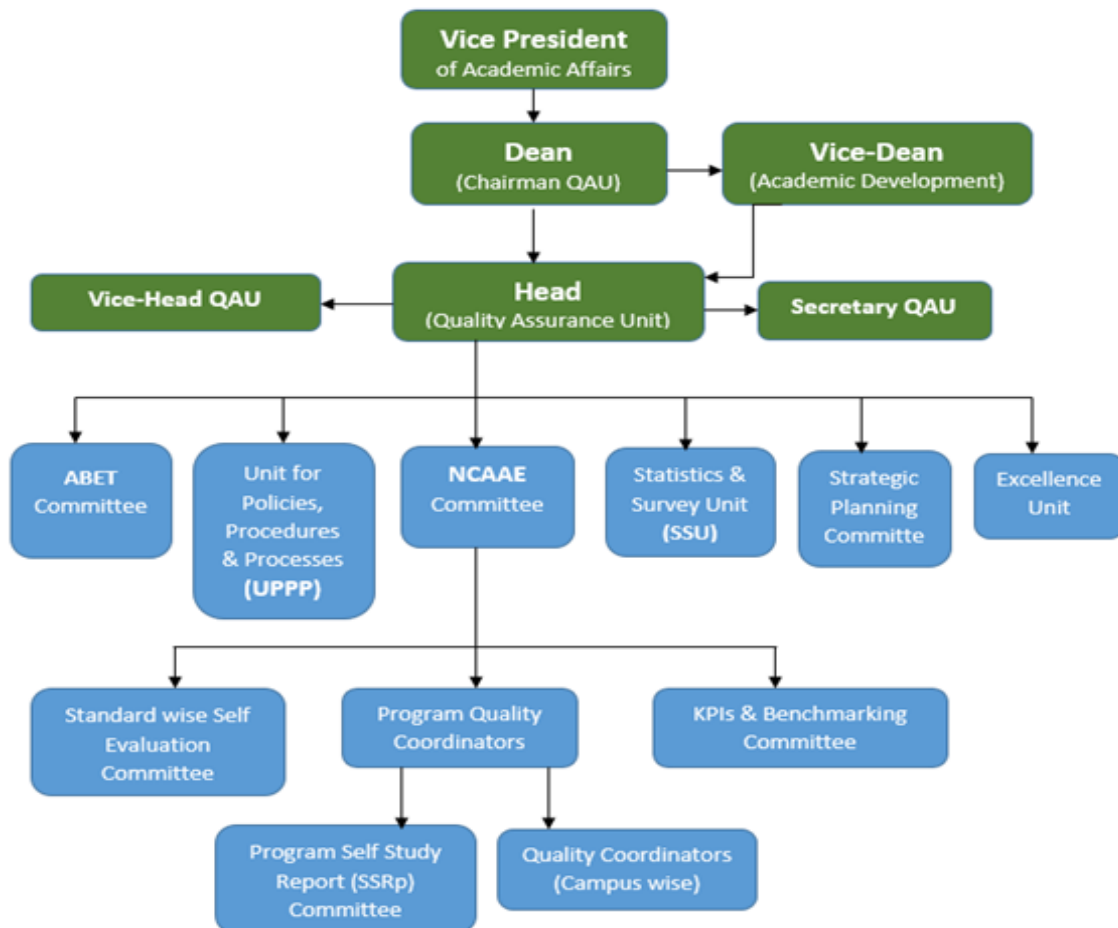 Vice President
of Academic Affairs
Dean
(Chairman QAU)
Vice-Dean
(Academic Development)
Vice-Head QAU
Head
(Quality Assurance Unit)
Secretary QAU
ABET
Committee
Unit for
Policies,
Procedures
& Processes
(UPPP)
NCAAE
Committee
Statistics &
Survey Unit
(SSU)
Strategic
Planning
Committe
Excellence
Unit
Standard wise Self
Evaluation
Committee
Program Quality
Coordinators
KPIs & Benchmarking
Committee
Program Self Study
Report (SSRp)
Committee
Quality Coordinators
(Campus wise)